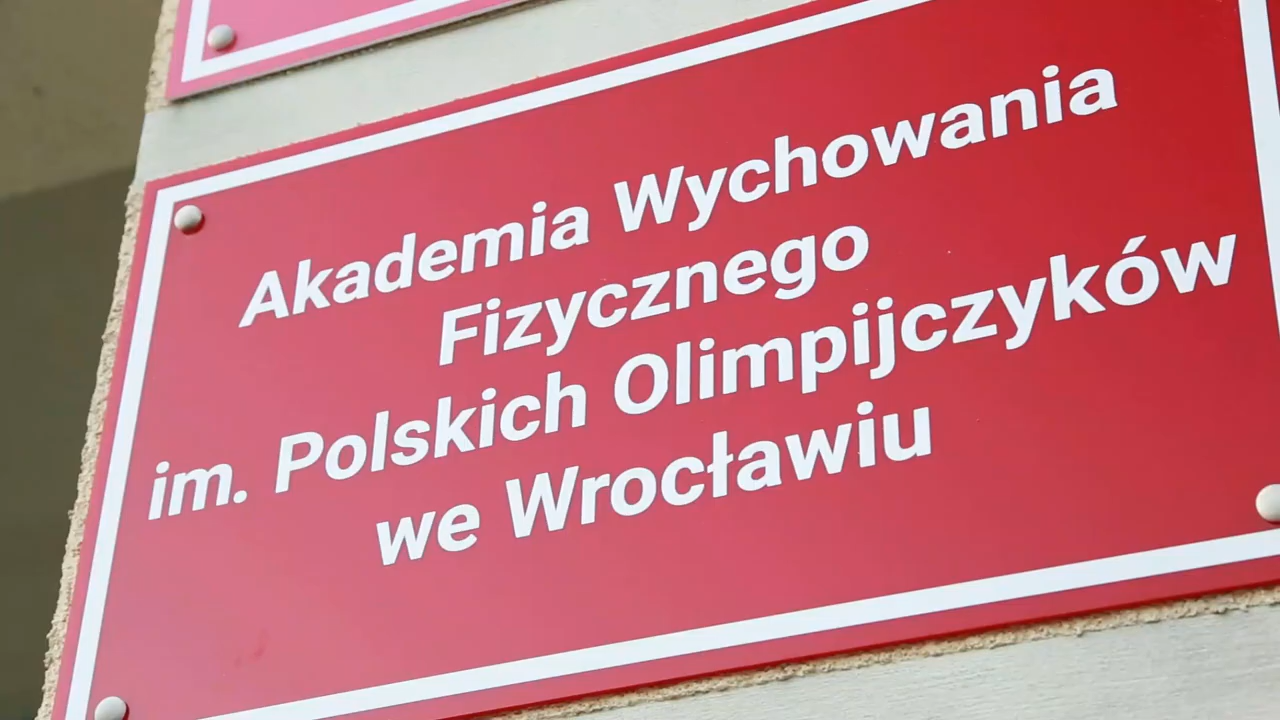 Akademia Wychowania
Fizycznego
im. Polskich Olimpijczyków
we Wrocławiu